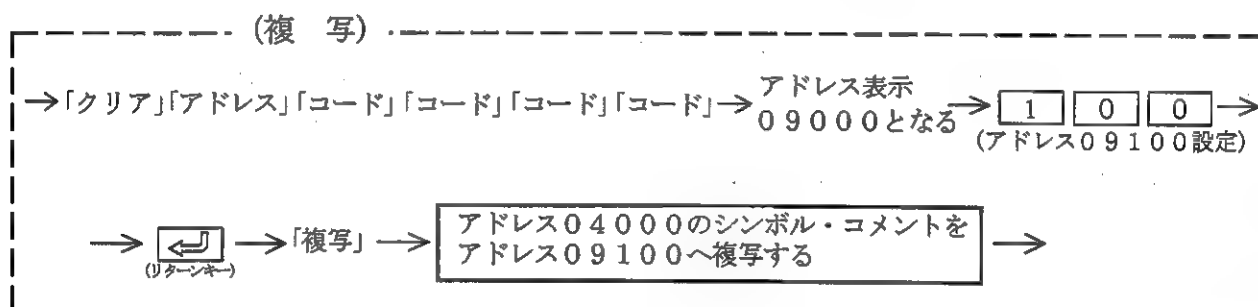 (複 写)
→「クリア」「アドレス」「コード」「コード」「コード」「コード」→ アドレス表示 09000となる → 1 0 0 →
(アドレス09100設定)
→ ↵ →「複写」→ アドレス04000のシンボル・コメントを アドレス09100へ複写する →
(リターンキー)